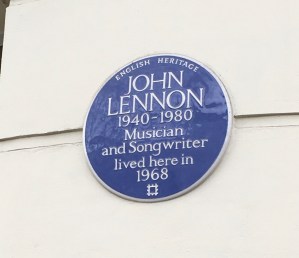 ENGLISH HERITAGE
JOHN
LENNON
1940-1980
Musician
and Songwriter
lived here in
1968